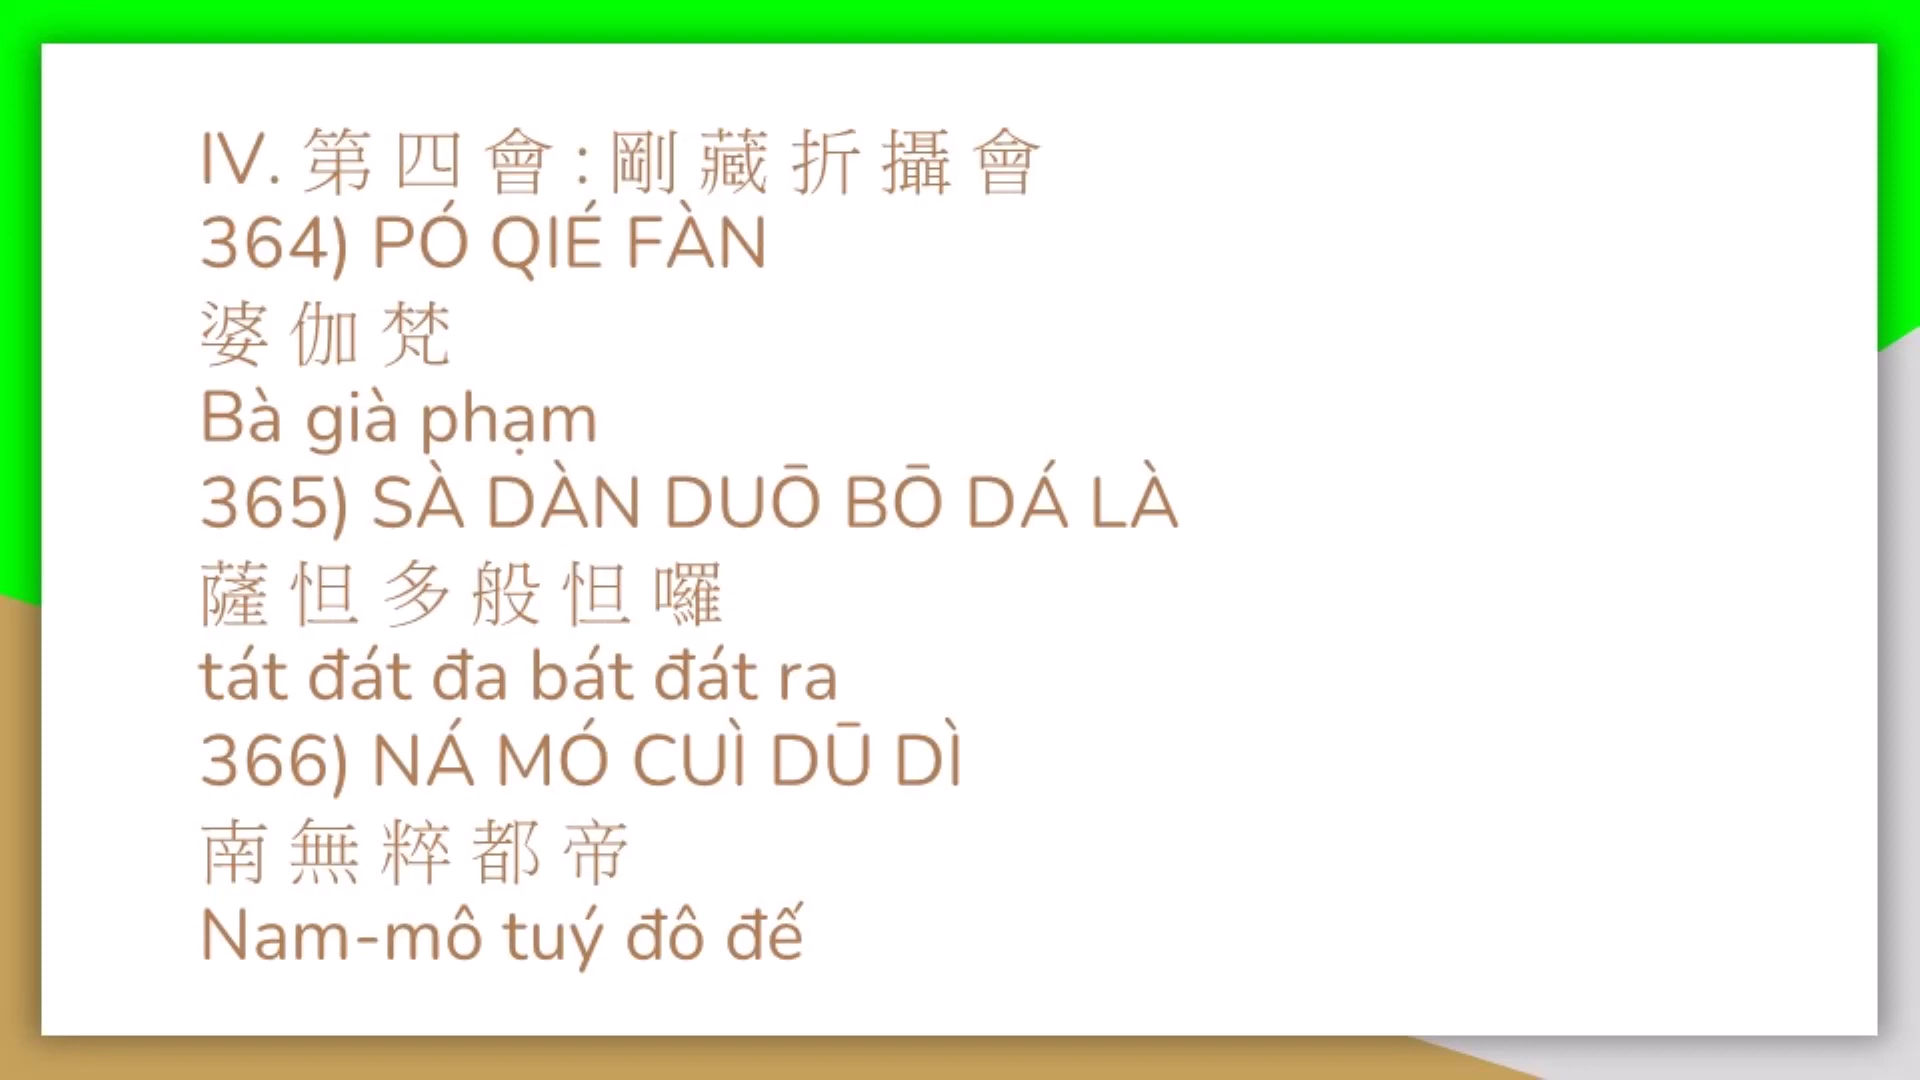 IV. 第 四 會 : 剛 藏 折 攝 會
364) PÓ QIÉ FÀN
婆 伽 梵
Bà già phạm
365) SÀ DÀN DUŌ BŌ DÁ LÀ
薩 怛 多 般 怛 囉
tát đát đa bát đát ra
366) NÁ MÓ CUÌ DŪ DÌ
南 無 粹 都 帝
Nam-mô tuý đô đế